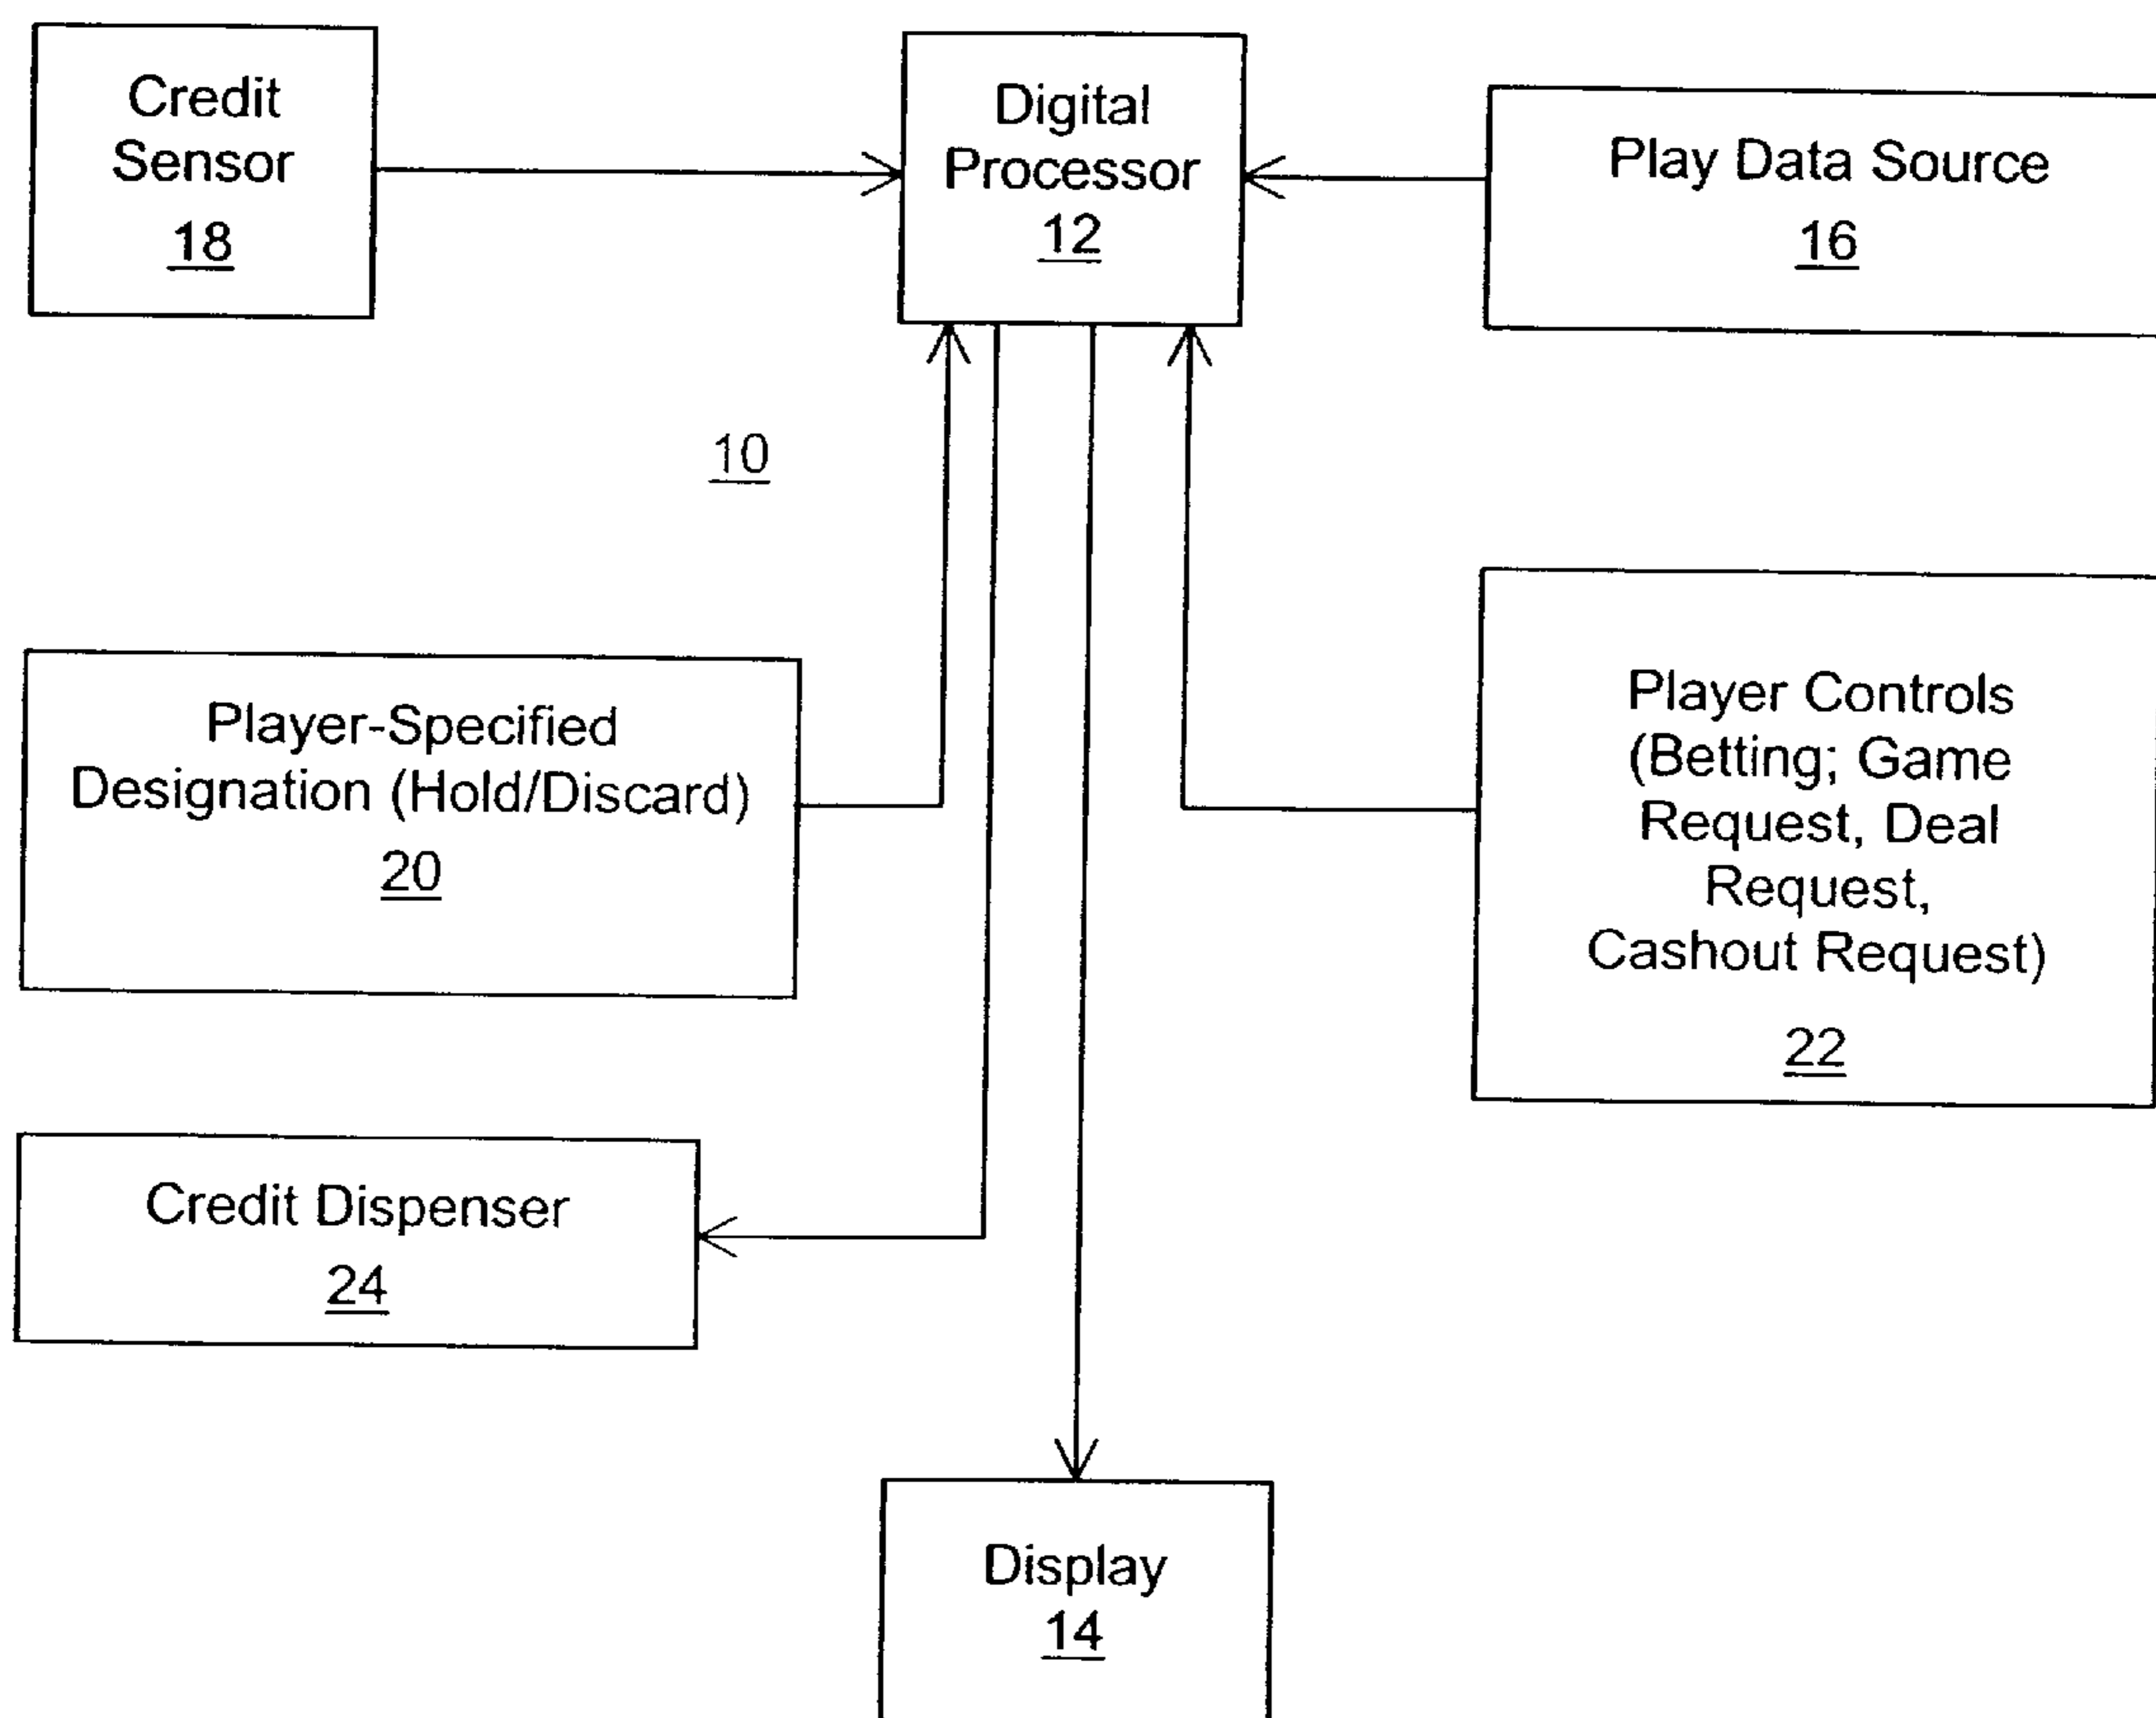 Credit
Sensor
18
Digital
Processor
12
Play Data Source
16
10
Player-Specified
Designation (Hold/Discard)
20
Player Controls
(Betting; Game
Request, Deal
Request,
Cashout Request)
22
Credit Dispenser
24
Display
14